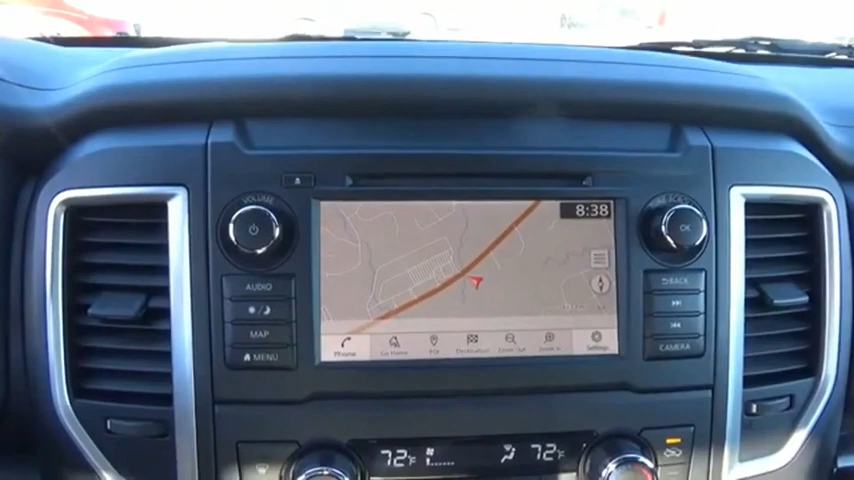 VOLUME
8:38
OK
AUDIO
BACK
MAP
MENU
CAMERA
Phone
Go Home
POI
Destination
Zoom Out
Zoom In
Settings
72°F
72°F